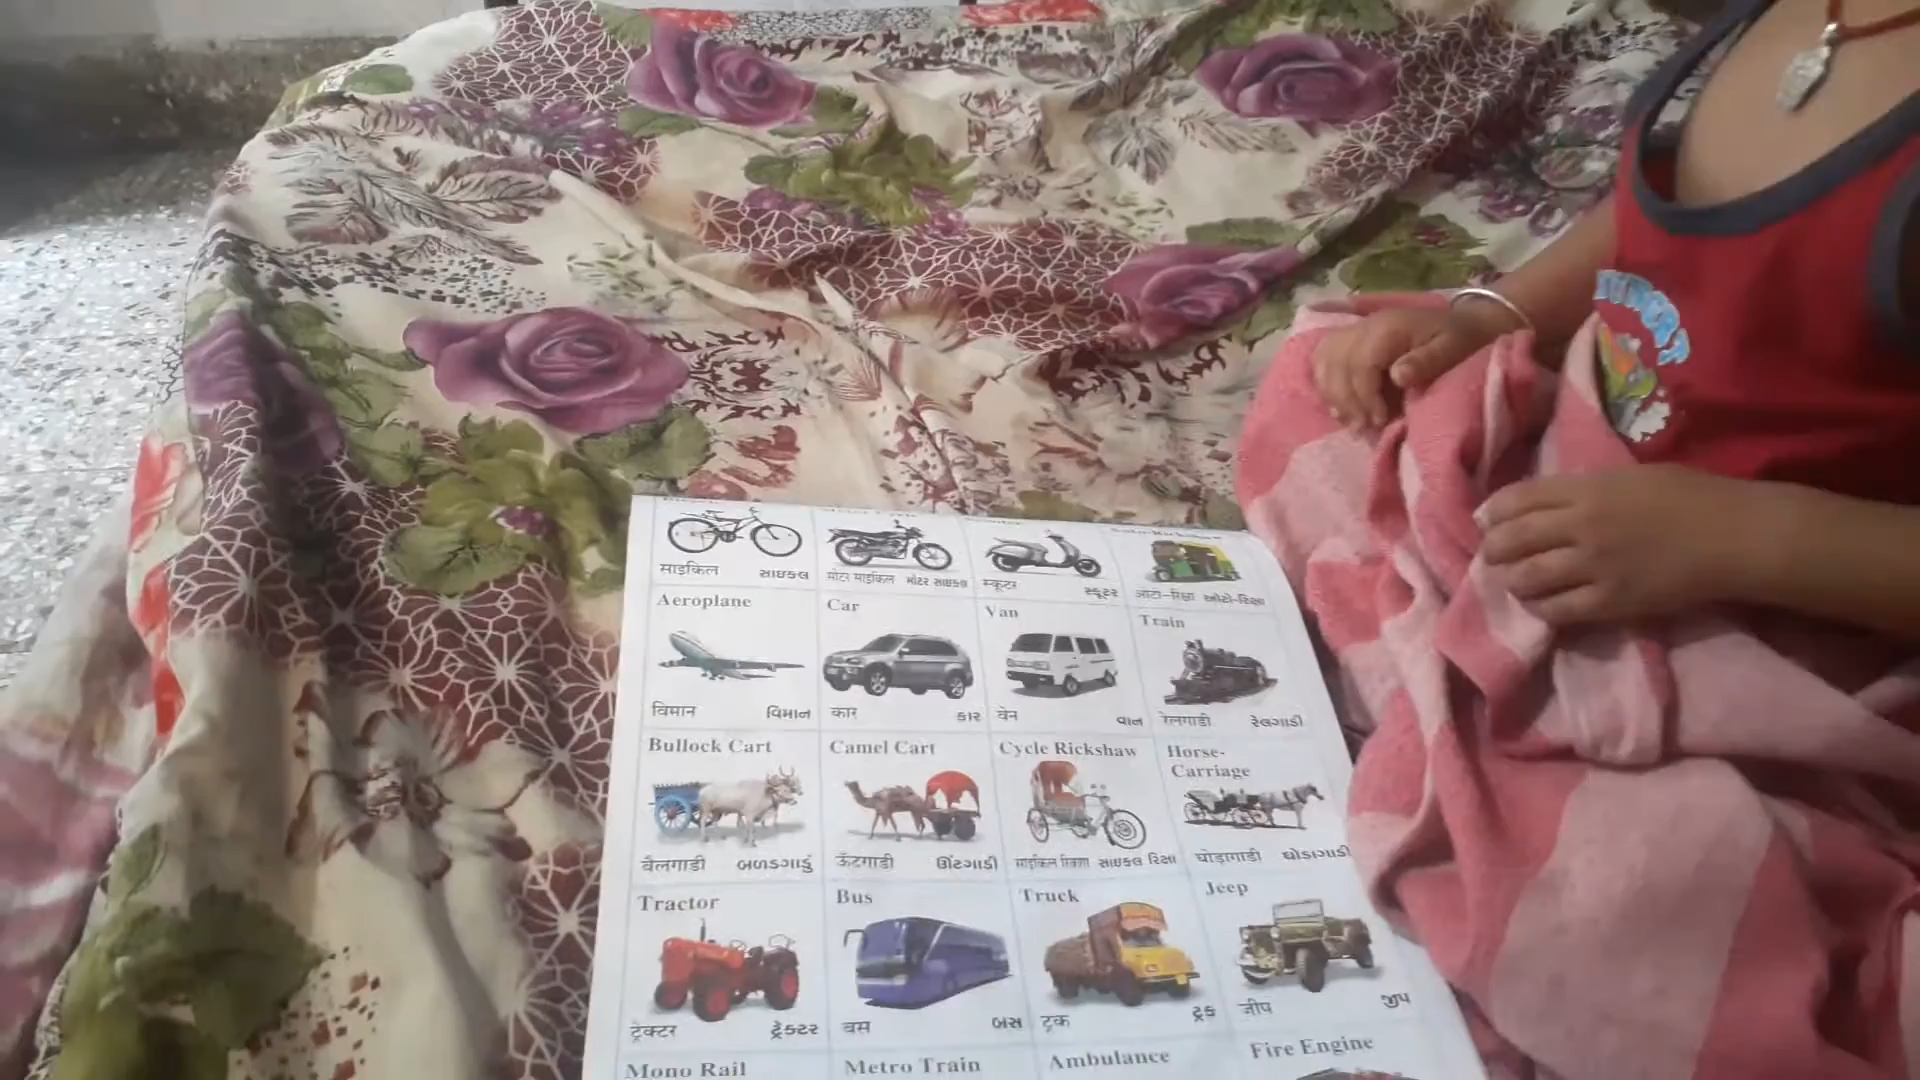 साइकिल સાઇકલ मोटर साइकिल મોટર સાઇકલ स्कूटर સ્કૂટર ऑटो-रिक्षा ઓટો-રિક્ષા
Aeroplane Car Van Train
विमान વિમાન कार કાર वेन વાન रेलगाडी રેલગાડી
Bullock Cart Camel Cart Cycle Rickshaw Horse-
Carriage
बैलगाडी બળદગાડું ऊँटगाडी ઊંટગાડી साइकिल रिक्शा સાઇકલ રિક્ષા घोडागाडी ઘોડાગાડી
Tractor Bus Truck Jeep
ट्रेक्टर ટ્રેક્ટર बस બસ ट्रक ટ્રક जीप જીપ
Mono Rail Metro Train Ambulance Fire Engine